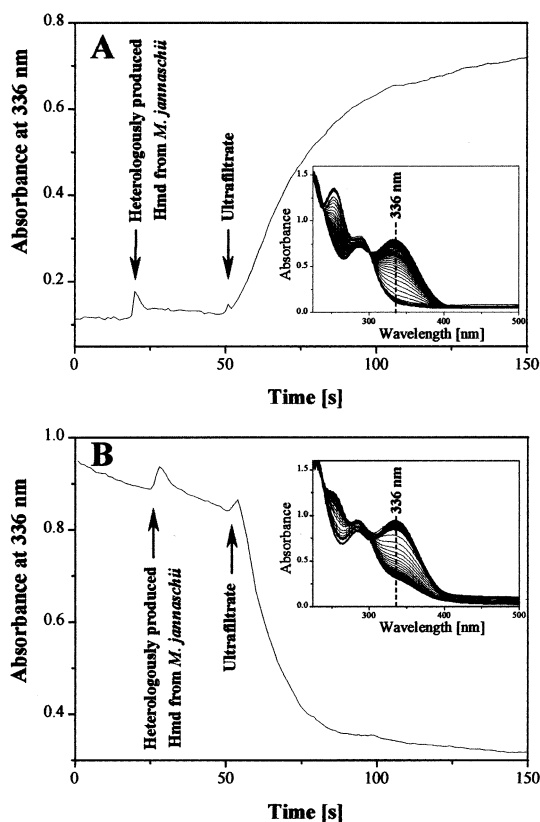 A
Absorbance at 336 nm
0.8
0.6
0.4
0.2
0
50
100
150
Time [s]
Heterologously produced
Hmd from M. jannaschii
Ultrafiltrate
Absorbance
1.5
1.0
0.5
0.0
300
400
500
Wavelength [nm]
336 nm
B
Absorbance at 336 nm
1.0
0.8
0.6
0.4
0
50
100
150
Time [s]
Heterologously produced
Hmd from M. jannaschii
Ultrafiltrate
Absorbance
1.5
1.0
0.5
0.0
300
400
500
Wavelength [nm]
336 nm